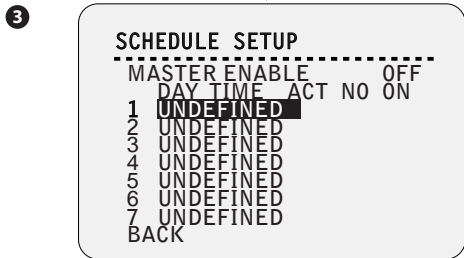 3
SCHEDULE SETUP
MASTER ENABLE OFF
DAY TIME ACT NO ON
1 UNDEFINED
2 UNDEFINED
3 UNDEFINED
4 UNDEFINED
5 UNDEFINED
6 UNDEFINED
7 UNDEFINED
BACK